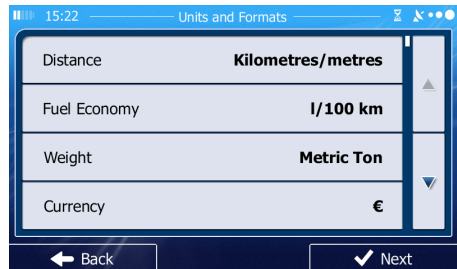 15:22 Units and Formats
Distance Kilometres/metres
Fuel Economy l/100 km
Weight Metric Ton
Currency €
Back Next